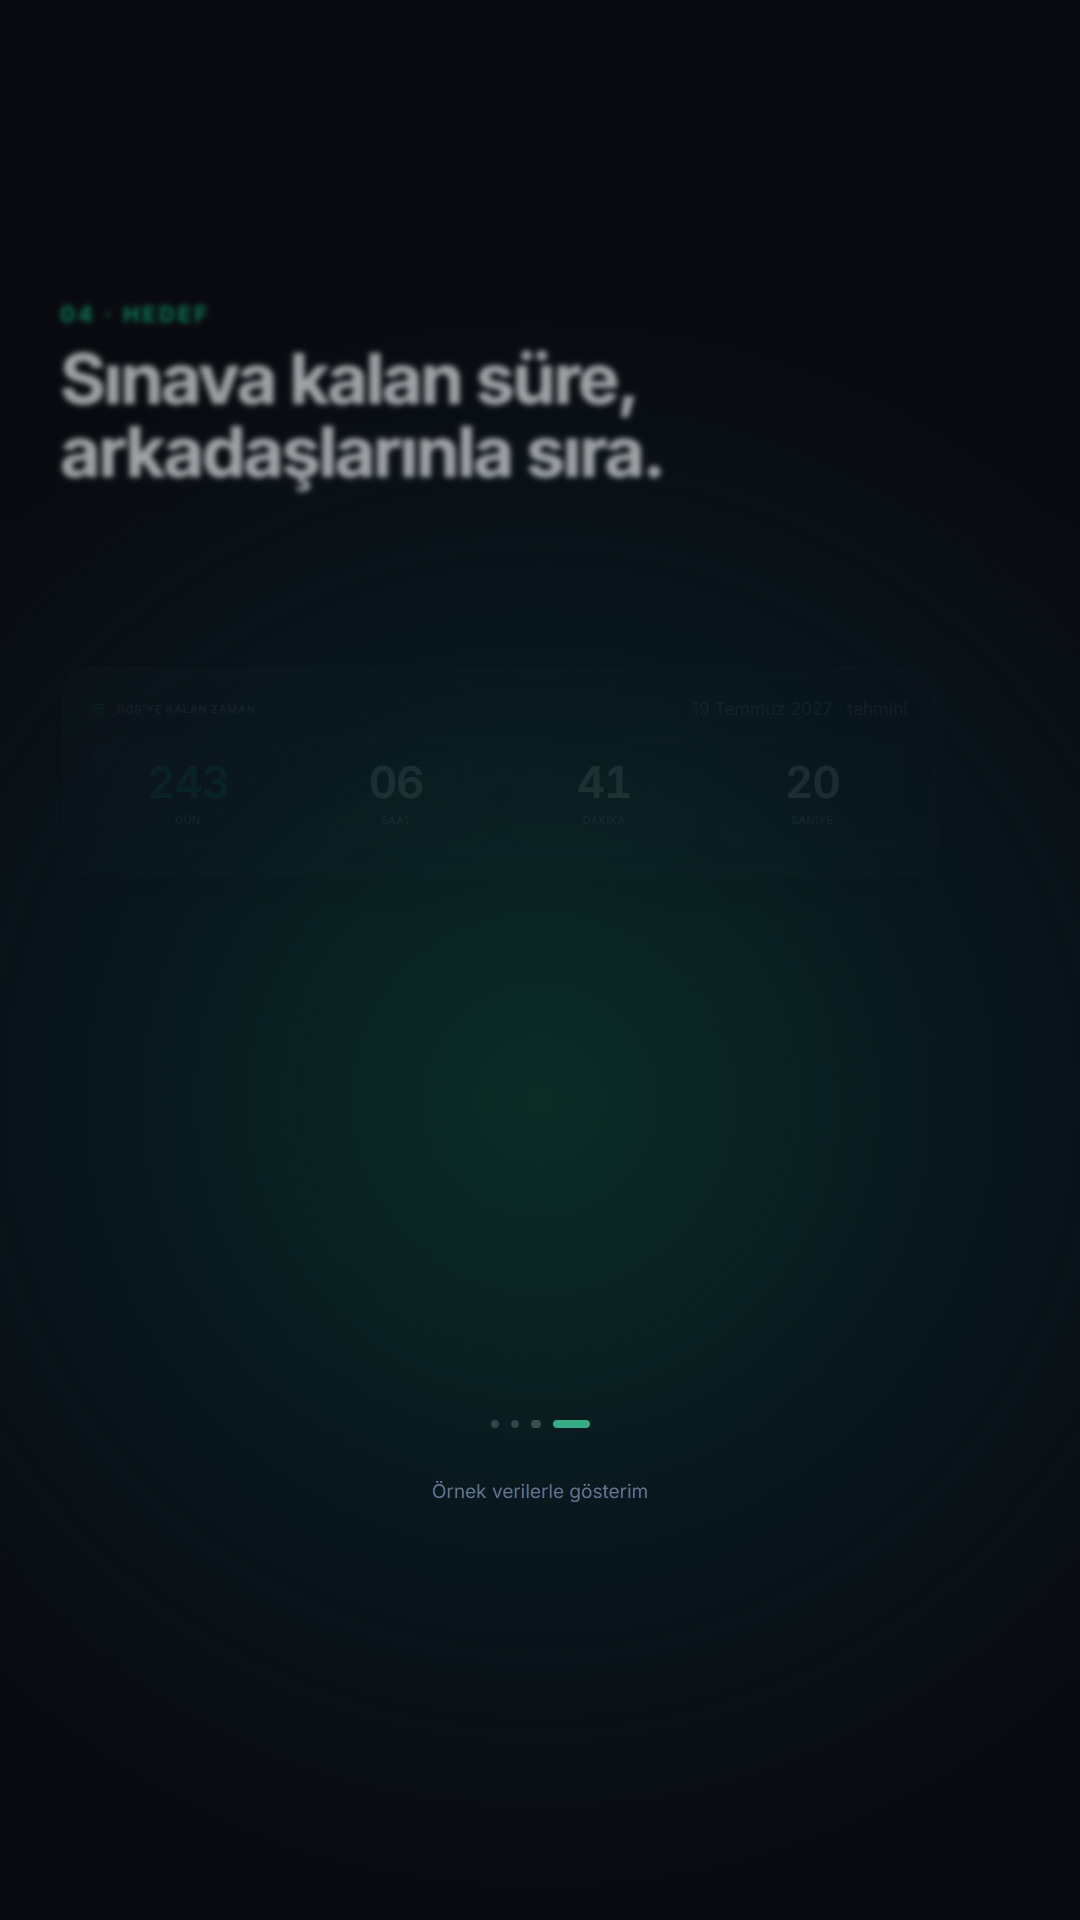 04 · HEDEF
Sınava kalan süre,
arkadaşlarınla sıra.
DGS'YE KALAN ZAMAN
19 Temmuz 2027 · tahmini
243
06
41
20
GÜN
SAAT
DAKİKA
SANİYE
Örnek verilerle gösterim